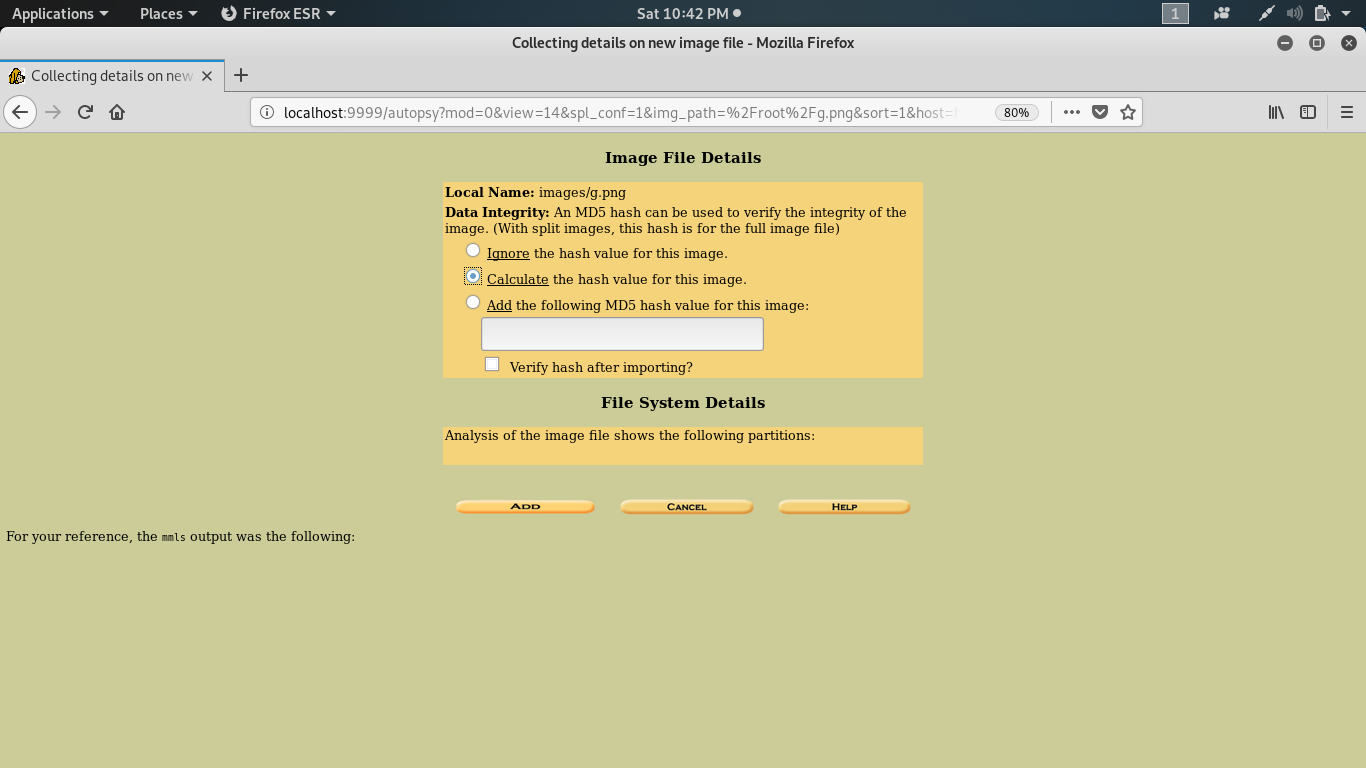 Applications Places Firefox ESR Sat 10:42 PM 1
Collecting details on new image file - Mozilla Firefox
Collecting details on new
localhost:9999/autopsy?mod=0&view=14&spl_conf=1&img_path=%2Froot%2Fg.png&sort=1&host= 80%
Image File Details
Local Name: images/g.png
Data Integrity: An MD5 hash can be used to verify the integrity of the
image. (With split images, this hash is for the full image file)
Ignore the hash value for this image.
Calculate the hash value for this image.
Add the following MD5 hash value for this image:
Verify hash after importing?
File System Details
Analysis of the image file shows the following partitions:
ADD CANCEL HELP
For your reference, the mmls output was the following: